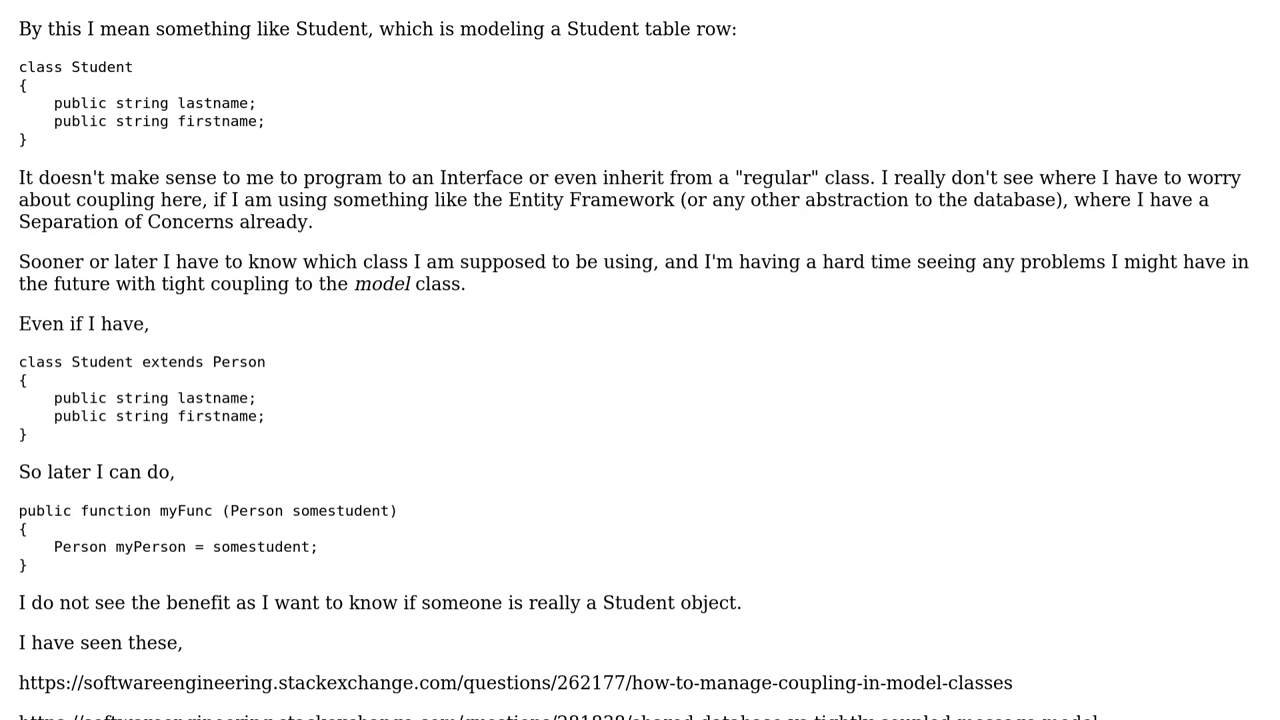 By this I mean something like Student, which is modeling a Student table row:
class Student
{
    public string lastname;
    public string firstname;
}
It doesn't make sense to me to program to an Interface or even inherit from a "regular" class. I really don't see where I have to worry
about coupling here, if I am using something like the Entity Framework (or any other abstraction to the database), where I have a
Separation of Concerns already.
Sooner or later I have to know which class I am supposed to be using, and I'm having a hard time seeing any problems I might have in
the future with tight coupling to the model class.
Even if I have,
class Student extends Person
{
    public string lastname;
    public string firstname;
}
So later I can do,
public function myFunc (Person somestudent)
{
    Person myPerson = somestudent;
}
I do not see the benefit as I want to know if someone is really a Student object.
I have seen these,
https://softwareengineering.stackexchange.com/questions/262177/how-to-manage-coupling-in-model-classes